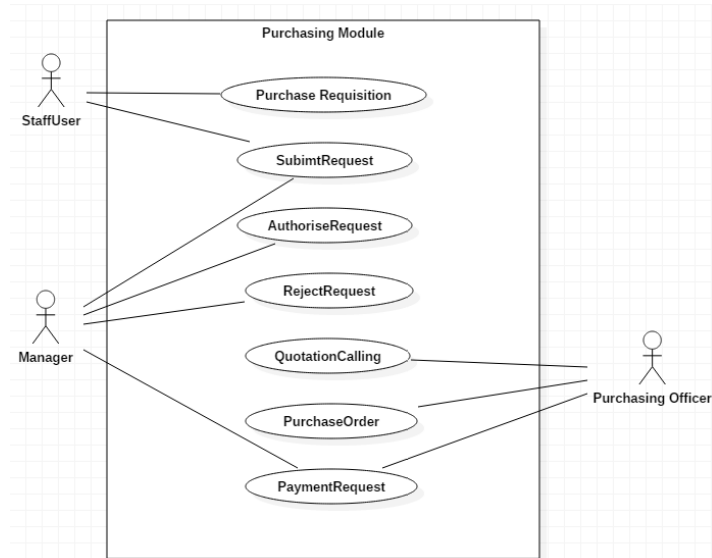 Purchasing Module
StaffUser
Purchase Requisition
SubimtRequest
AuthoriseRequest
RejectRequest
Manager
QuotationCalling
Purchasing Officer
PurchaseOrder
PaymentRequest